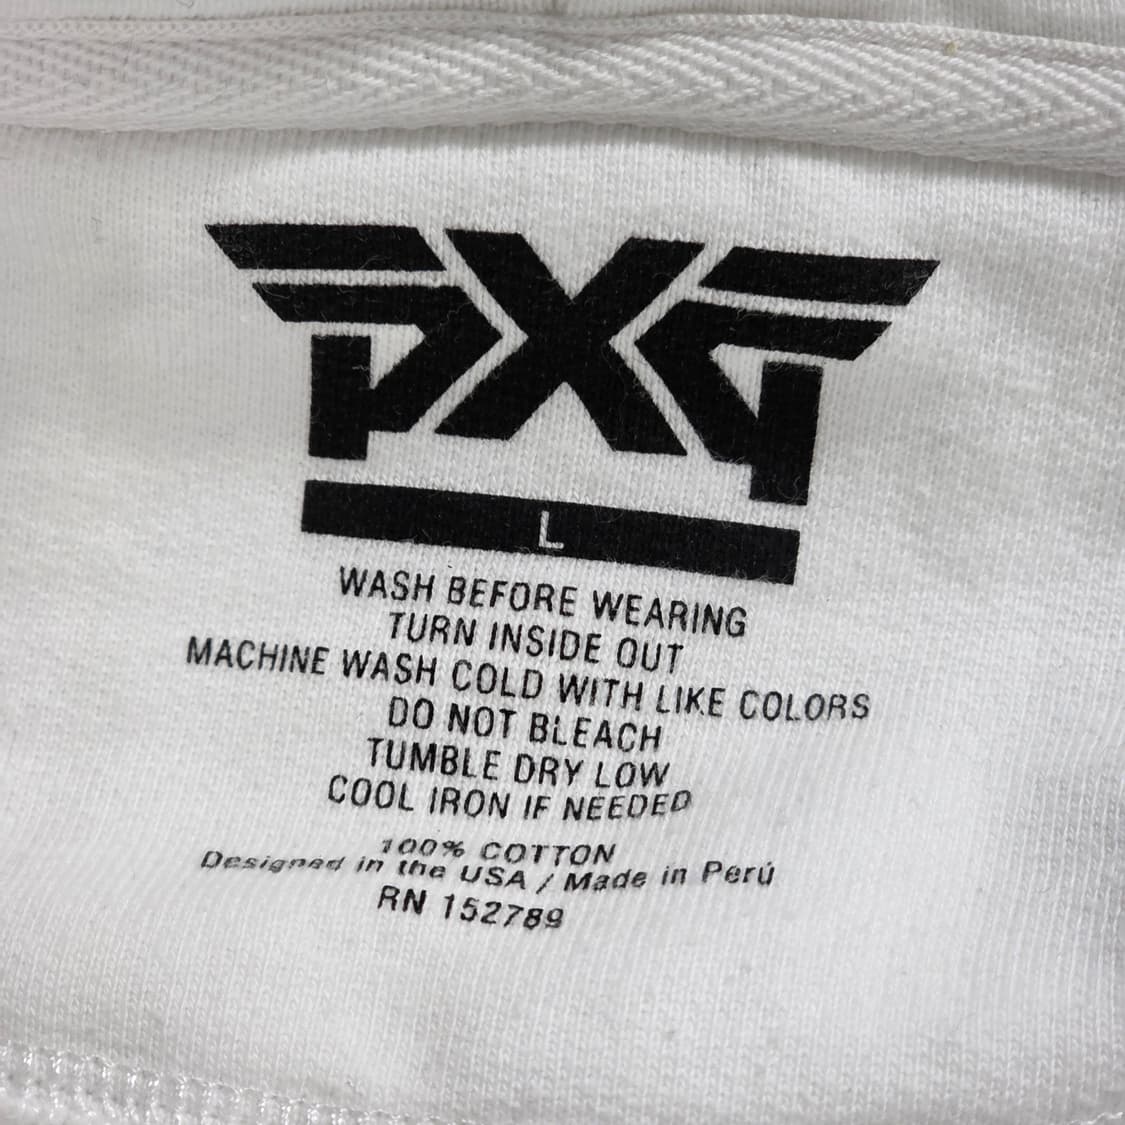 PXG
L
WASH BEFORE WEARING
TURN INSIDE OUT
MACHINE WASH COLD WITH LIKE COLORS
DO NOT BLEACH
TUMBLE DRY LOW
COOL IRON IF NEEDED
100% COTTON
Designed in the USA / Made in Perú
RN 152789